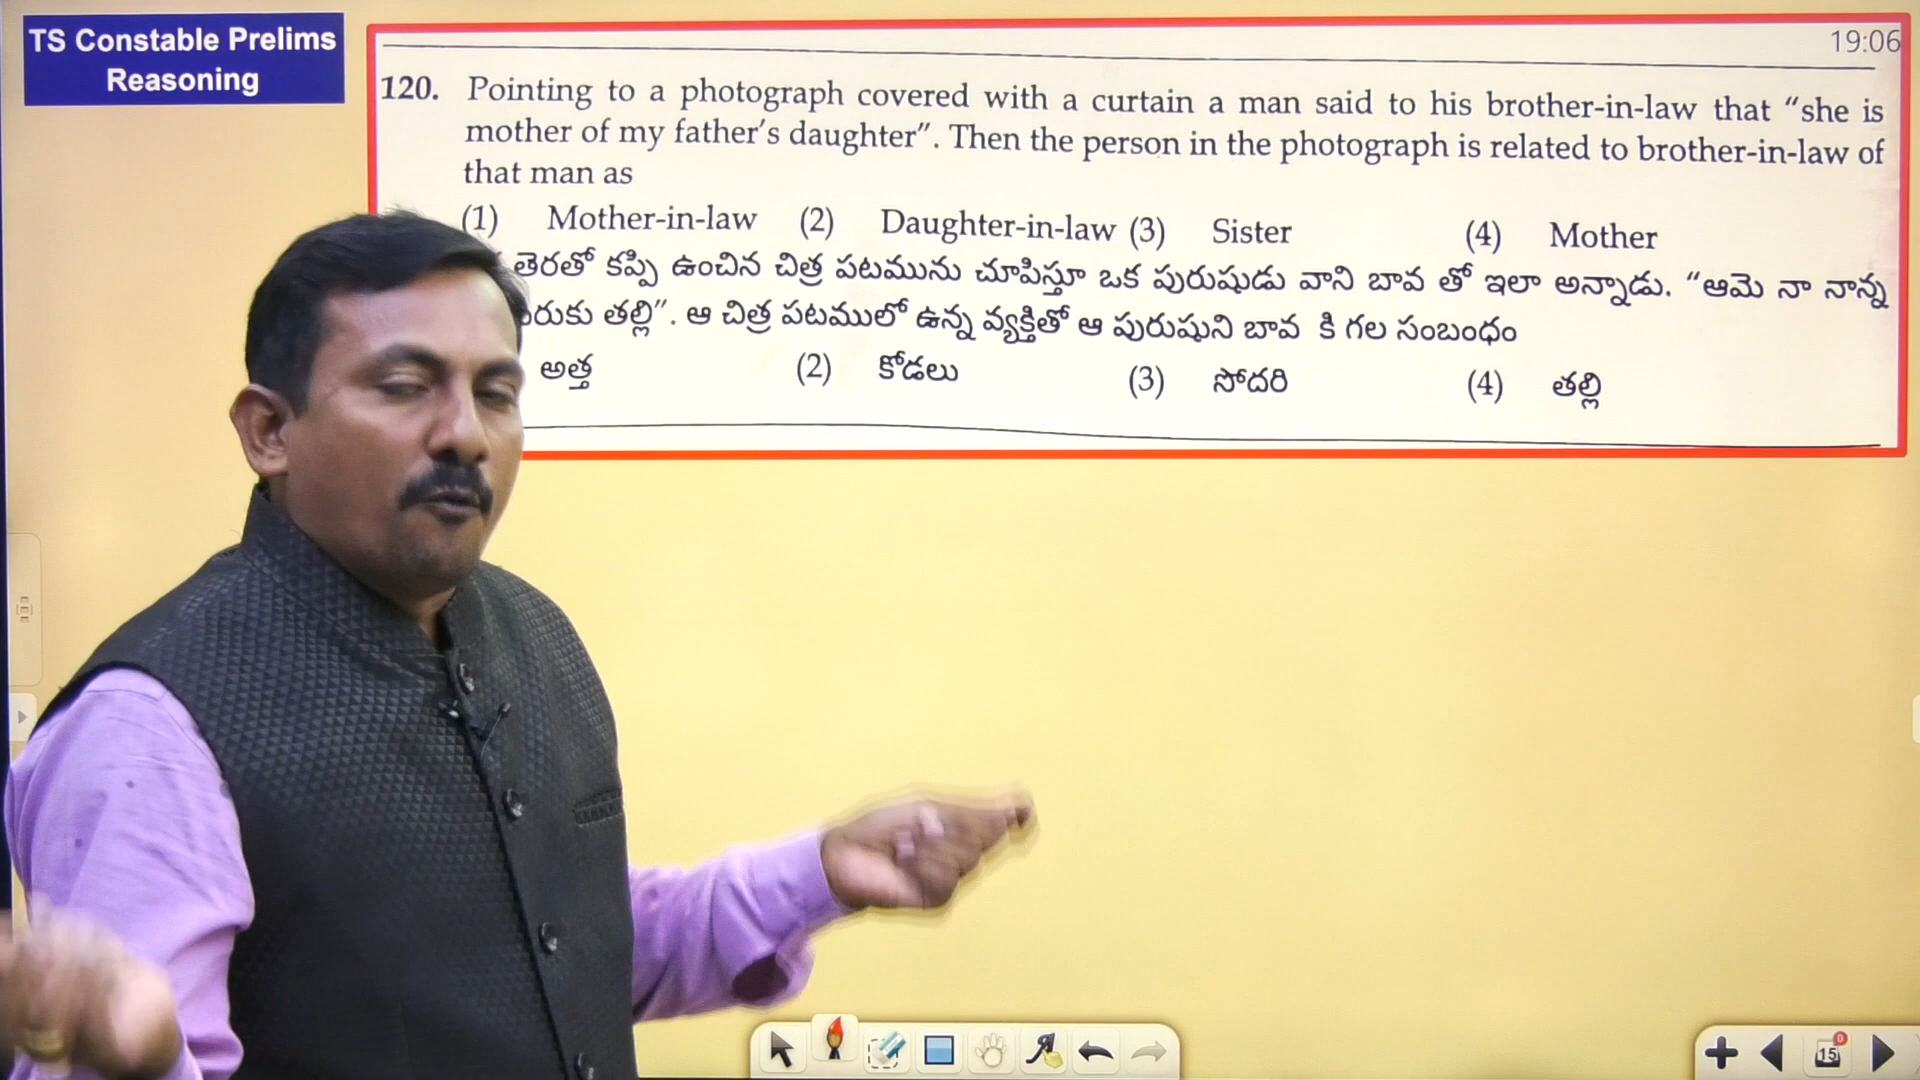 TS Constable Prelims
Reasoning
19:06
120. Pointing to a photograph covered with a curtain a man said to his brother-in-law that “she is
mother of my father’s daughter”. Then the person in the photograph is related to brother-in-law of
that man as
(1) Mother-in-law (2) Daughter-in-law (3) Sister (4) Mother
తెరతో కప్పి ఉంచిన చిత్ర పటమును చూపిస్తూ ఒక పురుషుడు వాని బావ తో ఇలా అన్నాడు. “ఆమె నా నాన్న
తల్లి”. ఆ చిత్ర పటములో ఉన్న వ్యక్తితో ఆ పురుషుని బావ కి గల సంబంధం
అత్త (2) కోడలు (3) సోదరి (4) తల్లి
15
0